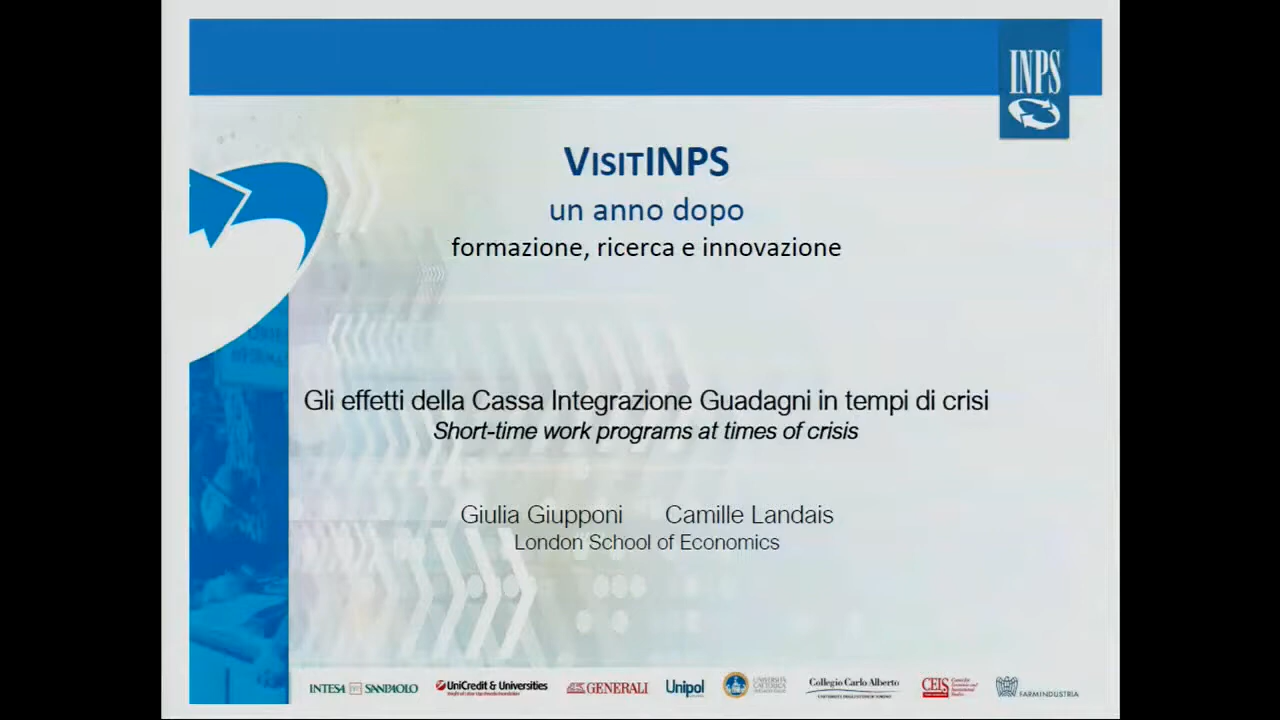 INPS
VISITINPS
un anno dopo
formazione, ricerca e innovazione
Gli effetti della Cassa Integrazione Guadagni in tempi di crisi
Short-time work programs at times of crisis
Giulia Giupponi Camille Landais
London School of Economics
INTESA SANPAOLO UniCredit & Universities GENERALI Unipol UNIVERSITÀ CATTOLICA Collegio Carlo Alberto CEIS FARMINDUSTRIA